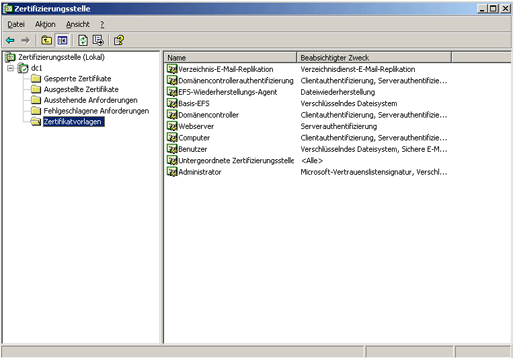 Zertifizierungsstelle
Datei Aktion Ansicht ?
Zertifizierungsstelle (Lokal)
dc1
Gesperrte Zertifikate
Ausgestellte Zertifikate
Ausstehende Anforderungen
Fehlgeschlagene Anforderungen
Zertifikatvorlagen
Name Beabsichtigter Zweck
Verzeichnis-E-Mail-Replikation Verzeichnisdienst-E-Mail-Replikation
Domänencontrollerauthentifizierung Clientauthentifizierung, Serverauthentifizie...
EFS-Wiederherstellungs-Agent Dateiwiederherstellung
Basis-EFS Verschlüsselndes Dateisystem
Domänencontroller Clientauthentifizierung, Serverauthentifizie...
Webserver Serverauthentifizierung
Computer Clientauthentifizierung, Serverauthentifizie...
Benutzer Verschlüsselndes Dateisystem, Sichere E-M...
Untergeordnete Zertifizierungsstelle <Alle>
Administrator Microsoft-Vertrauenslistensignatur, Verschl...